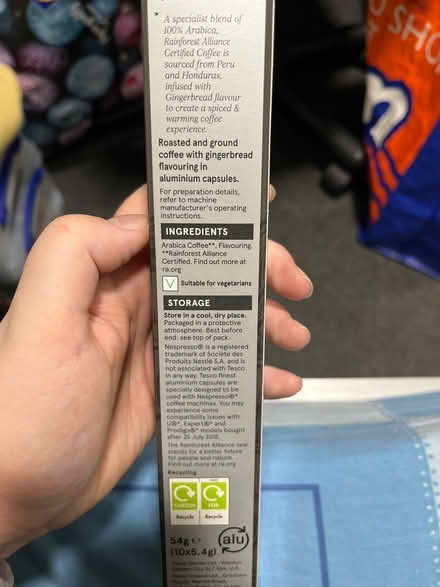 * A specialist blend of
100% Arabica,
Rainforest Alliance
Certified Coffee is
sourced from Peru
and Honduras,
infused with
Gingerbread flavour
to create a spiced &
warming coffee
experience.
Roasted and ground
coffee with gingerbread
flavouring in
aluminium capsules.
For preparation details,
refer to machine
manufacturer's operating
instructions.
INGREDIENTS
Arabica Coffee**, Flavouring.
**Rainforest Alliance
Certified. Find out more at
ra.org
V Suitable for vegetarians
STORAGE
Store in a cool, dry place.
Packaged in a protective
atmosphere. Best before
end: see top of pack
Nespresso® is a registered
trademark of Société des
Produits Nestlé S.A. and is
not associated with Tesco
in any way. Tesco finest
aluminium capsules are
specially designed to be
used with Nespresso®*
coffee machines. You may
experience some
compatibility issues with
U®*, Expert®* and
Prodigio®* models bought
after 25 July 2016.
The Rainforest Alliance seal
stands for a better future
for people and nature.
Find out more at ra.org
Recycling
CARTON
Recycle
POD
Recycle
54g e
(10x5.4g)
alu
SHO